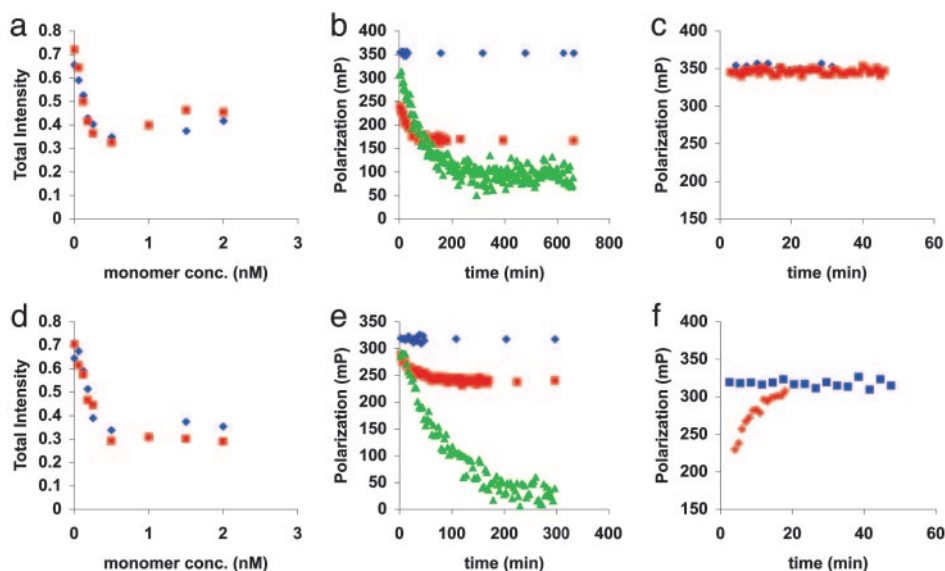 a
0.8
0.7
0.6
0.5
0.4
0.3
0.2
0.1
0
0 1 2 3
Total Intensity
monomer conc. (nM)
b
400
350
300
250
200
150
100
50
0
0 200 400 600 800
Polarization (mP)
time (min)
c
400
350
300
250
200
150
0 20 40 60
Polarization (mP)
time (min)
d
0.8
0.7
0.6
0.5
0.4
0.3
0.2
0.1
0
0 1 2 3
Total Intensity
monomer conc. (nM)
e
350
300
250
200
150
100
50
0
0 100 200 300 400
Polarization (mP)
time (min)
f
400
350
300
250
200
150
0 20 40 60
Polarization (mP)
time (min)